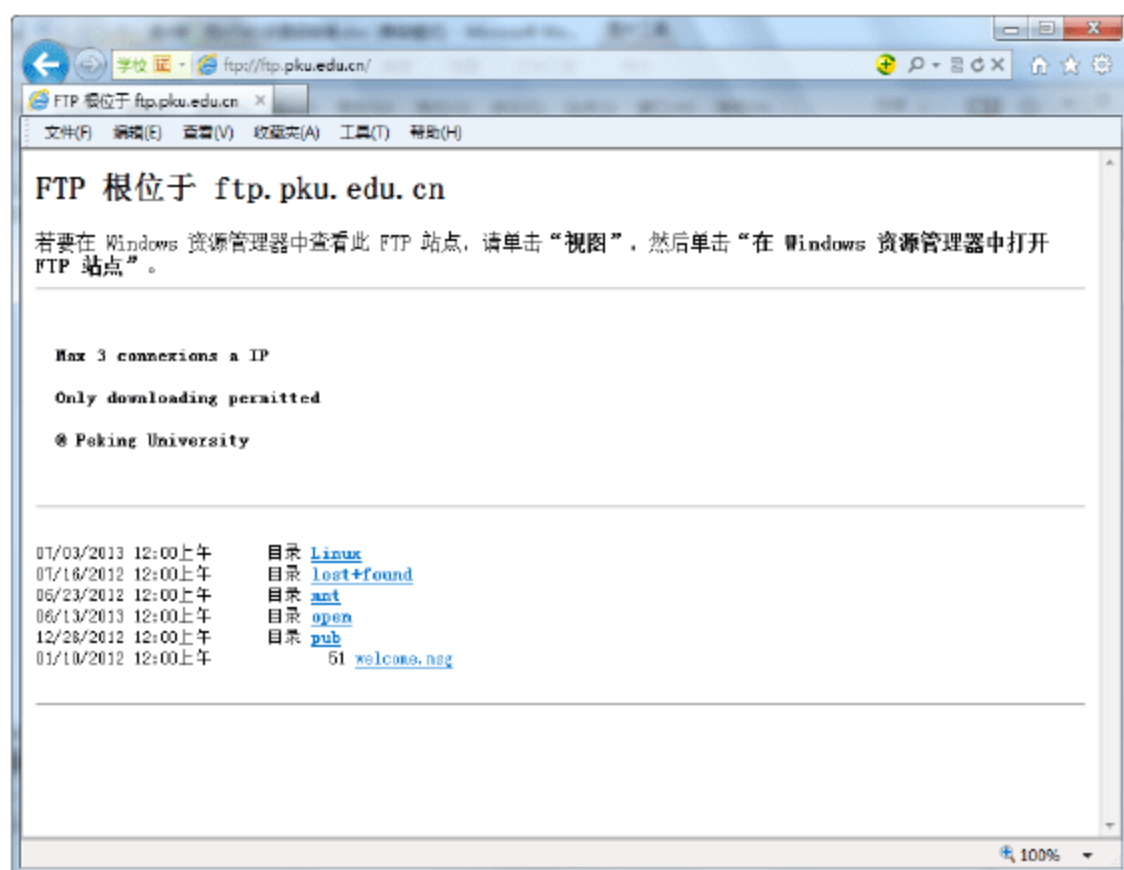 学校 证 ftp://ftp.pku.edu.cn/
FTP 根位于 ftp.pku.edu.cn
文件(F) 编辑(E) 查看(V) 收藏夹(A) 工具(T) 帮助(H)
FTP 根位于 ftp.pku.edu.cn
若要在 Windows 资源管理器中查看此 FTP 站点，请单击“视图”，然后单击“在 Windows 资源管理器中打开
FTP 站点”。
Max 3 connexions a IP
Only downloading permitted
@ Peking University
07/03/2013 12:00上午 目录 Linux
07/16/2012 12:00上午 目录 lost+found
06/23/2012 12:00上午 目录 mnt
06/13/2013 12:00上午 目录 open
12/28/2012 12:00上午 目录 pub
01/10/2012 12:00上午 51 welcome.msg
100%